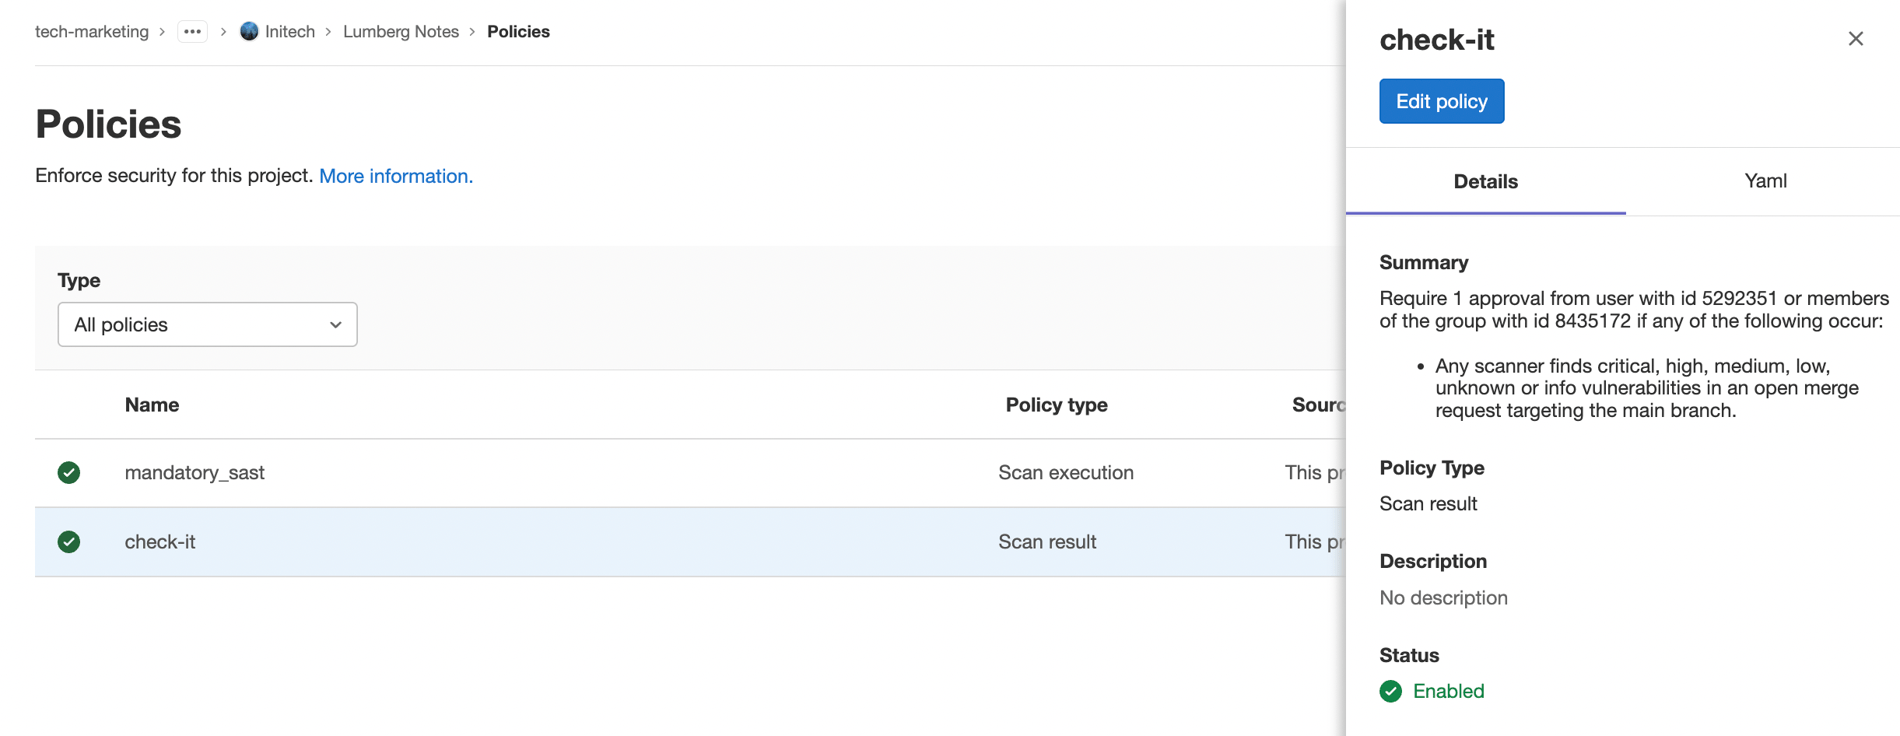 tech-marketing > ••• > Initech > Lumberg Notes > Policies
Policies
Enforce security for this project. More information.
Type
All policies
Name Policy type
mandatory_sast Scan execution This
check-it Scan result This
check-it
Edit policy
Details Yaml
Summary
Require 1 approval from user with id 5292351 or members
of the group with id 8435172 if any of the following occur:
• Any scanner finds critical, high, medium, low,
unknown or info vulnerabilities in an open merge
request targeting the main branch.
Policy Type
Scan result
Description
No description
Status
Enabled